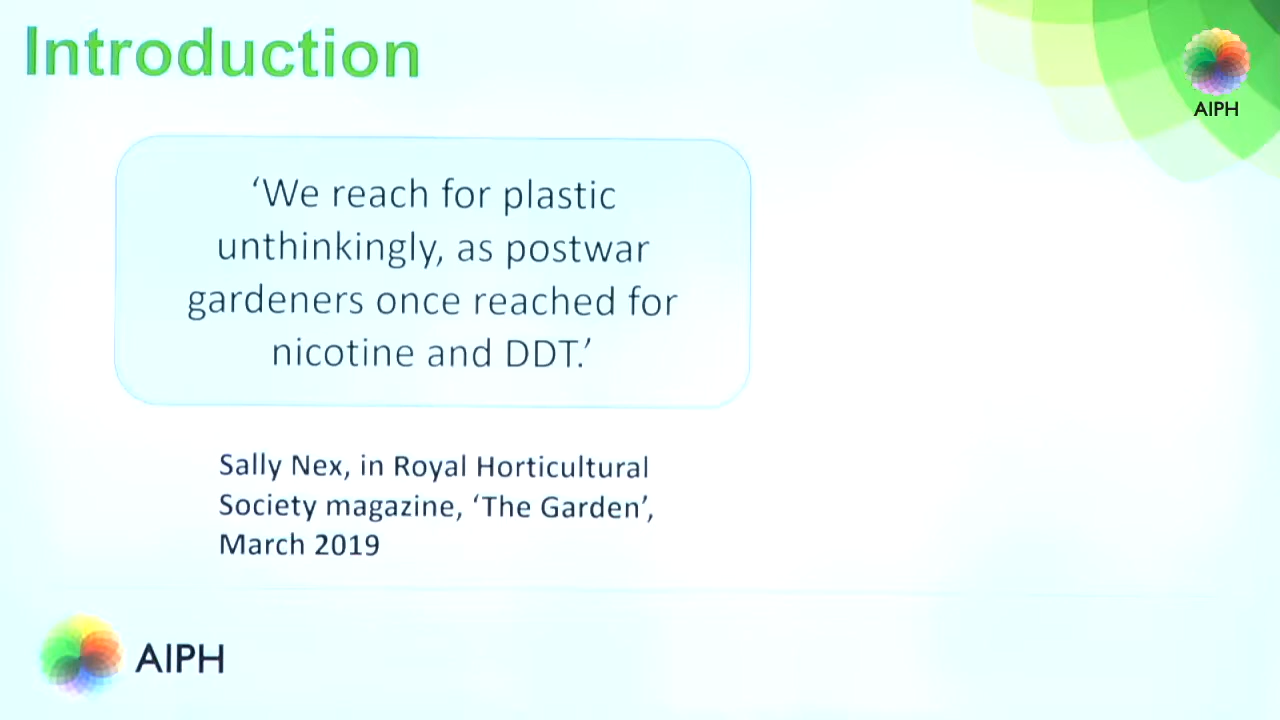 Introduction
AIPH
‘We reach for plastic
unthinkingly, as postwar
gardeners once reached for
nicotine and DDT.’
Sally Nex, in Royal Horticultural
Society magazine, ‘The Garden’,
March 2019
AIPH